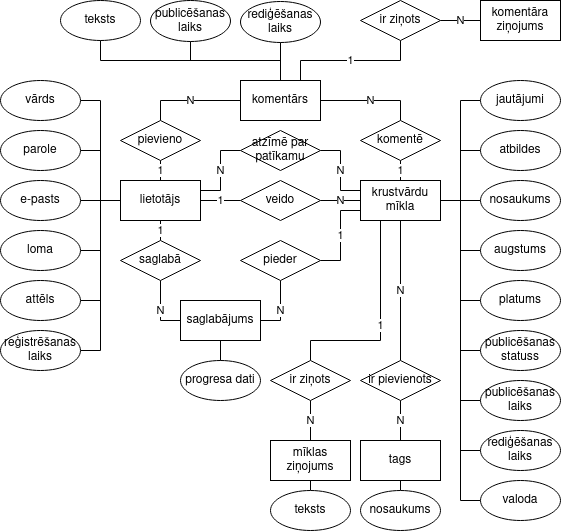 teksts
publicēšanas
laiks
rediģēšanas
laiks
ir ziņots
N
komentāra
ziņojums
1
vārds
N
komentārs
N
jautājumi
parole
pievieno
atzīmē par
patīkamu
komentē
atbildes
1
N
N
1
e-pasts
lietotājs
1
veido
N
krustvārdu
mīkla
nosaukums
1
1
loma
saglabā
pieder
augstums
N
attēls
N
N
platums
saglabājums
1
reģistrēšanas
laiks
publicēšanas
statuss
progresa dati
ir ziņots
ir pievienots
publicēšanas
laiks
N
N
mīklas
ziņojums
tags
rediģēšanas
laiks
teksts
nosaukums
valoda